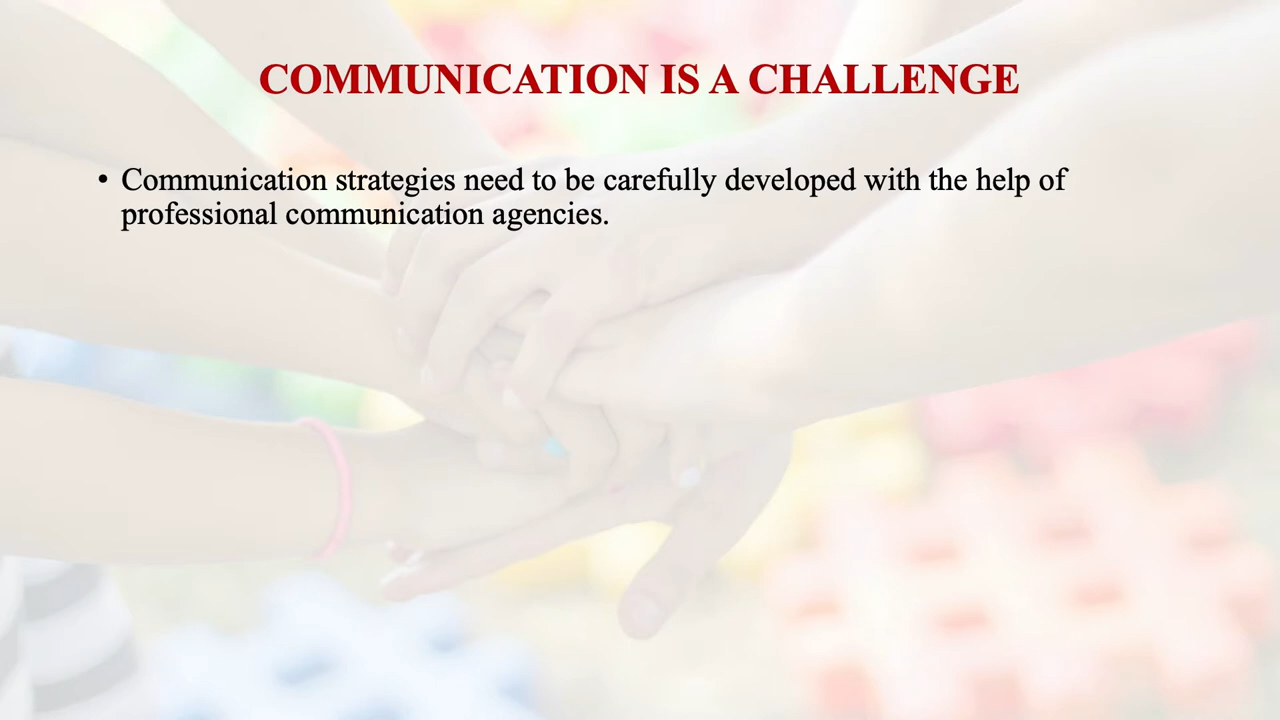 COMMUNICATION IS A CHALLENGE
• Communication strategies need to be carefully developed with the help of
professional communication agencies.